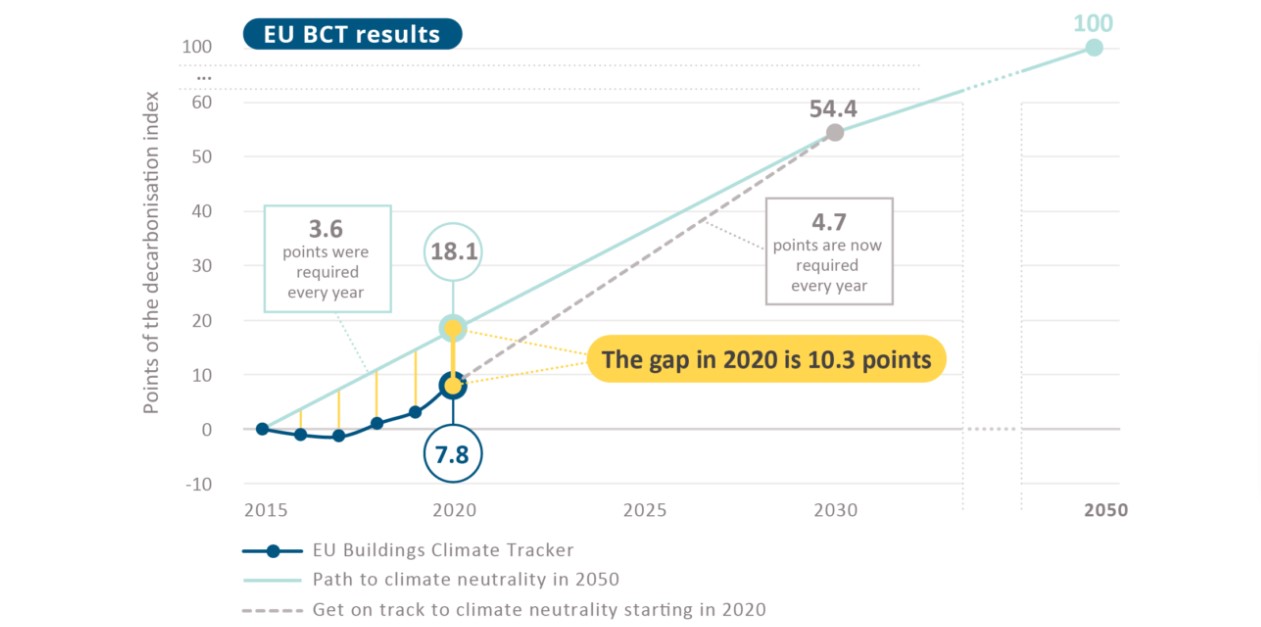 EU BCT results
100
100
...
60
50
40
30
20
10
0
-10
Points of the decarbonisation index
54.4
3.6
points were
required
every year
18.1
4.7
points are now
required
every year
The gap in 2020 is 10.3 points
7.8
2015
2020
2025
2030
2050
EU Buildings Climate Tracker
Path to climate neutrality in 2050
Get on track to climate neutrality starting in 2020